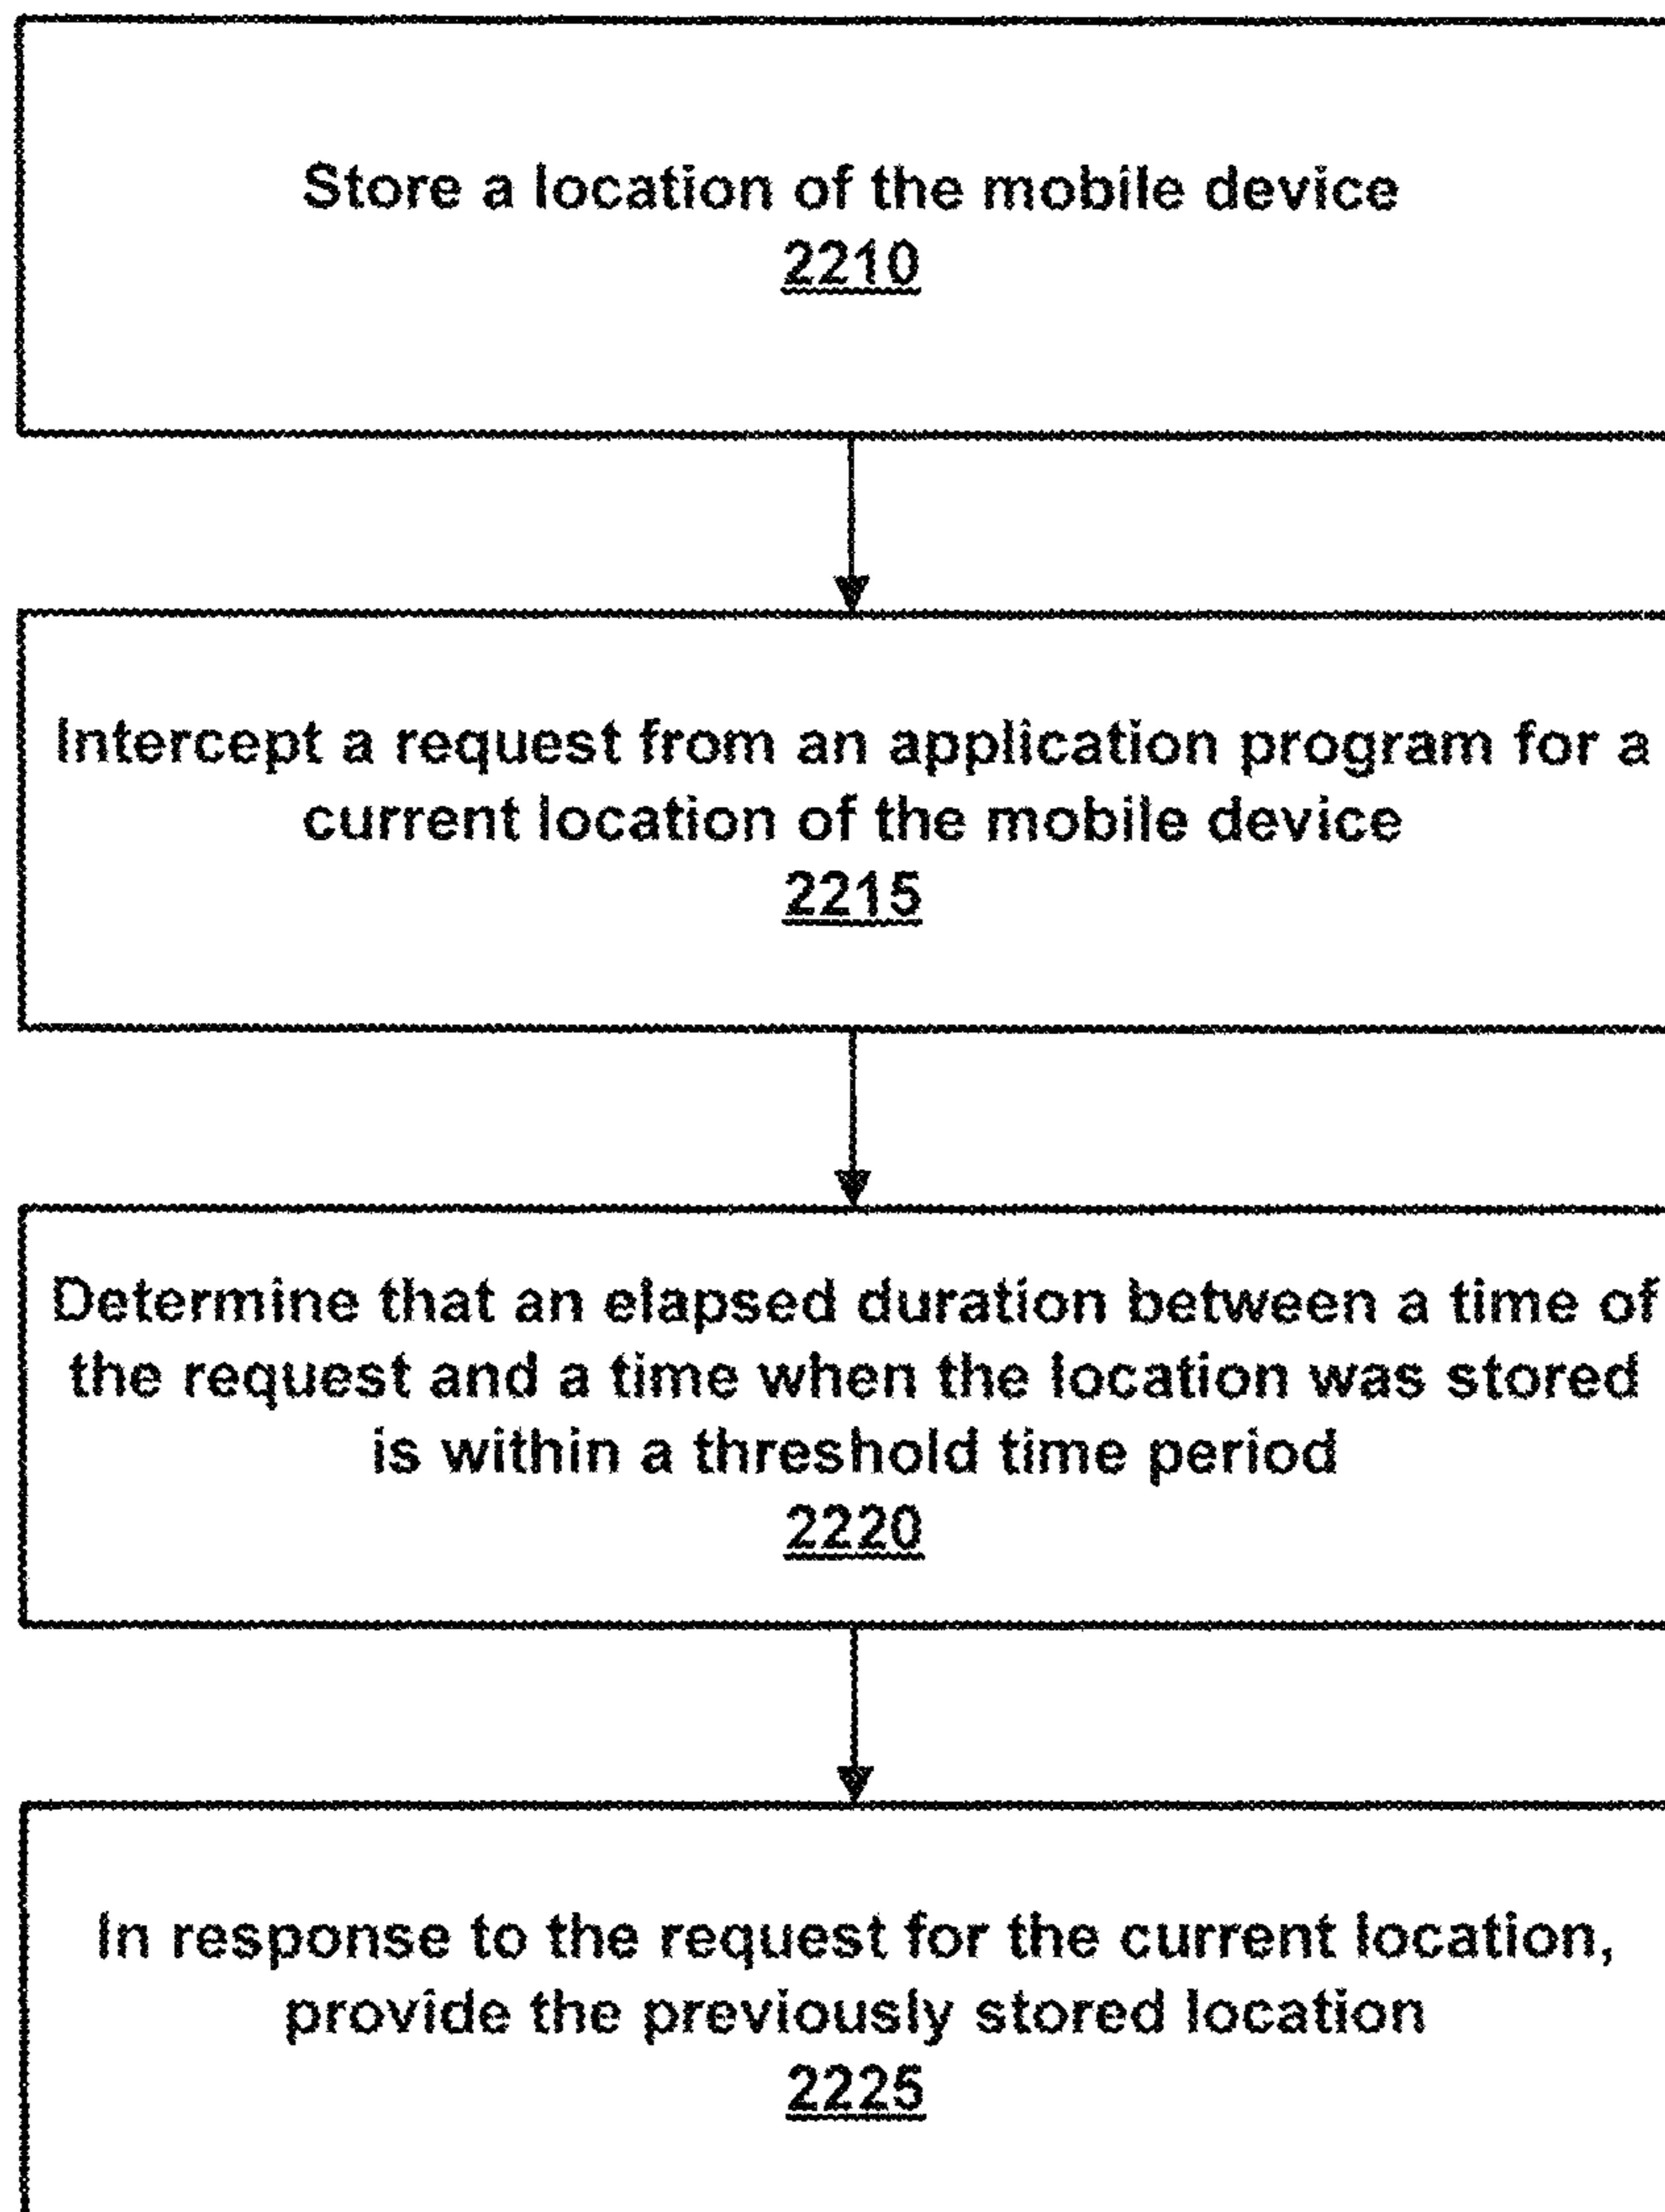 Store a location of the mobile device
2210
Intercept a request from an application program for a
current location of the mobile device
2215
Determine that an elapsed duration between a time of
the request and a time when the location was stored
is within a threshold time period
2220
In response to the request for the current location,
provide the previously stored location
2225